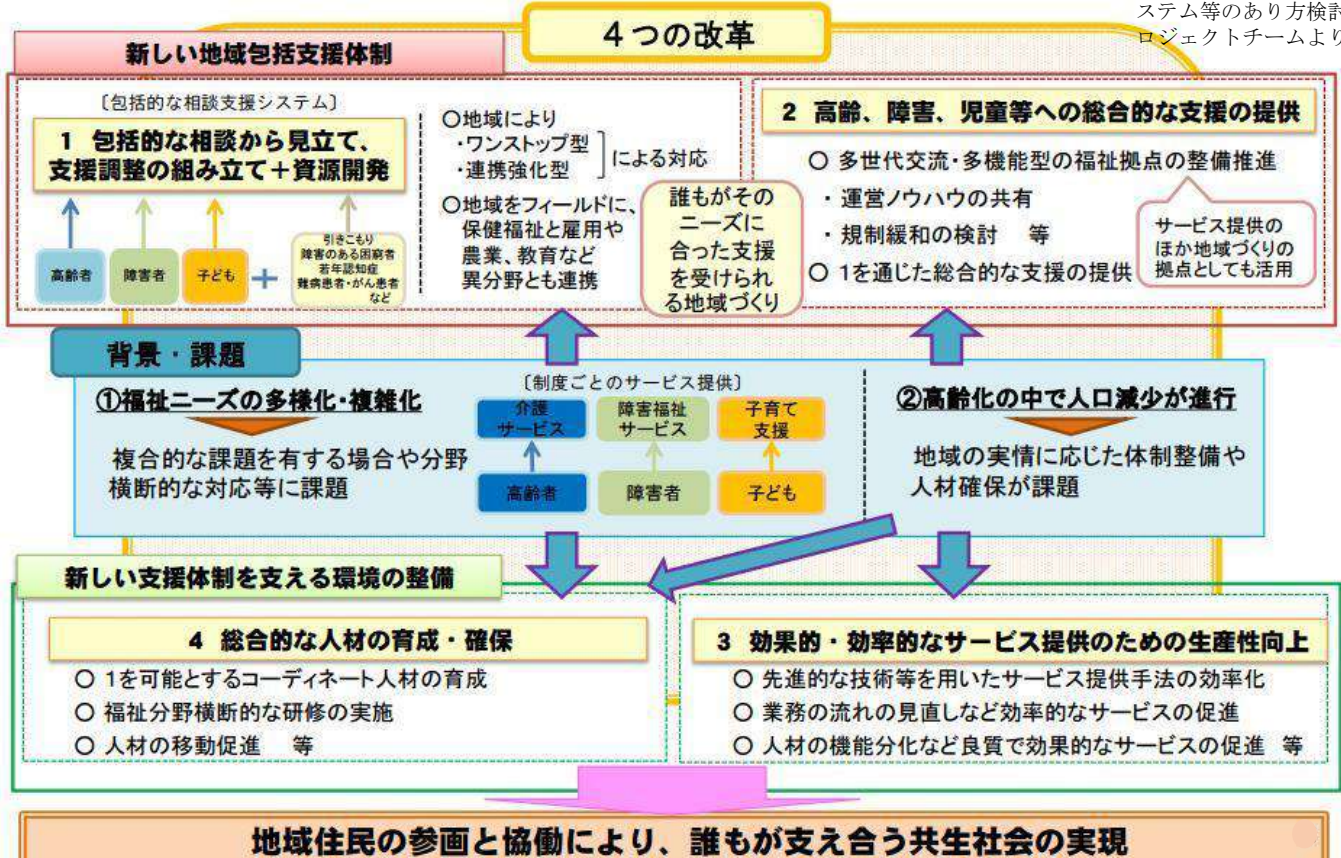 ステム等のあり方検討
ロジェクトチームより
4つの改革
新しい地域包括支援体制
〔包括的な相談支援システム〕
1 包括的な相談から見立て、
支援調整の組み立て＋資源開発
高齢者
障害者
子ども
＋
引きこもり
障害のある困窮者
若年認知症
難病患者・がん患者
など
○地域により
・ワンストップ型
・連携強化型
による対応
○地域をフィールドに、
保健福祉と雇用や
農業、教育など
異分野とも連携
誰もがその
ニーズに
合った支援
を受けられ
る地域づくり
2 高齢、障害、児童等への総合的な支援の提供
○ 多世代交流・多機能型の福祉拠点の整備推進
・ 運営ノウハウの共有
・ 規制緩和の検討 等
○ 1を通じた総合的な支援の提供
サービス提供の
ほか地域づくりの
拠点としても活用
背景・課題
①福祉ニーズの多様化・複雑化
複合的な課題を有する場合や分野
横断的な対応等に課題
〔制度ごとのサービス提供〕
介護
サービス
障害福祉
サービス
子育て
支援
高齢者
障害者
子ども
②高齢化の中で人口減少が進行
地域の実情に応じた体制整備や
人材確保が課題
新しい支援体制を支える環境の整備
4 総合的な人材の育成・確保
○ 1を可能とするコーディネート人材の育成
○ 福祉分野横断的な研修の実施
○ 人材の移動促進 等
3 効果的・効率的なサービス提供のための生産性向上
○ 先進的な技術等を用いたサービス提供手法の効率化
○ 業務の流れの見直しなど効率的なサービスの促進
○ 人材の機能分化など良質で効果的なサービスの促進 等
地域住民の参画と協働により、誰もが支え合う共生社会の実現